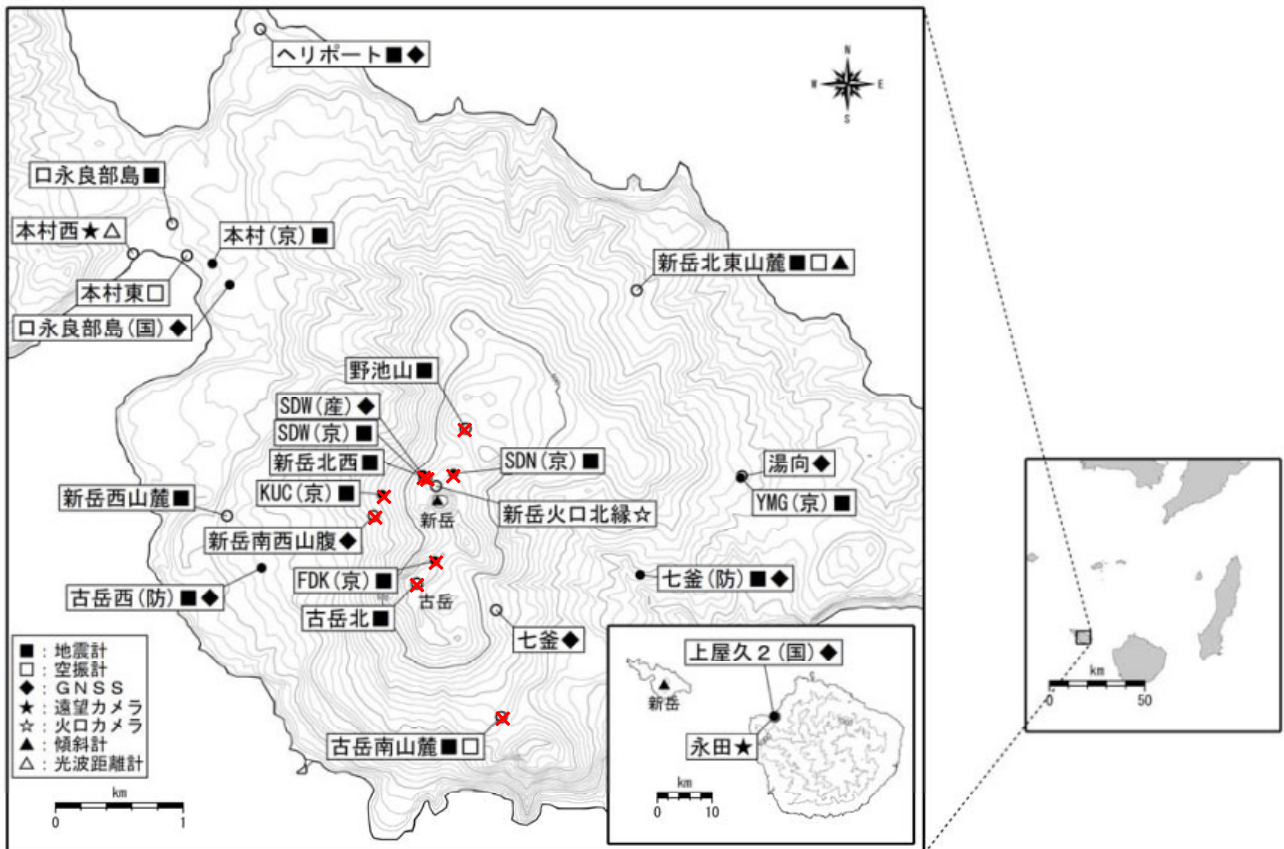 ヘリポート■◆
N
W E
S
口永良部島■
本村西★△
本村(京)■
新岳北東山麓■□▲
本村東□
口永良部島(国)◆
野池山■
SDW(産)◆
SDW(京)■
新岳北西■
SDN(京)■
湯向◆
KUC(京)■
新岳西山麓■
新岳
新岳火口北縁☆
YMG(京)■
新岳南西山腹◆
FDK(京)■
七釜(防)■◆
古岳西(防)■◆
古岳北■
古岳
七釜◆
■:地震計
□:空振計
◆:GNSS
★:遠望カメラ
☆:火口カメラ
▲:傾斜計
△:光波距離計
km
0 1
古岳南山麓■□
上屋久2(国)◆
新岳
永田★
km
0 10
km
0 50